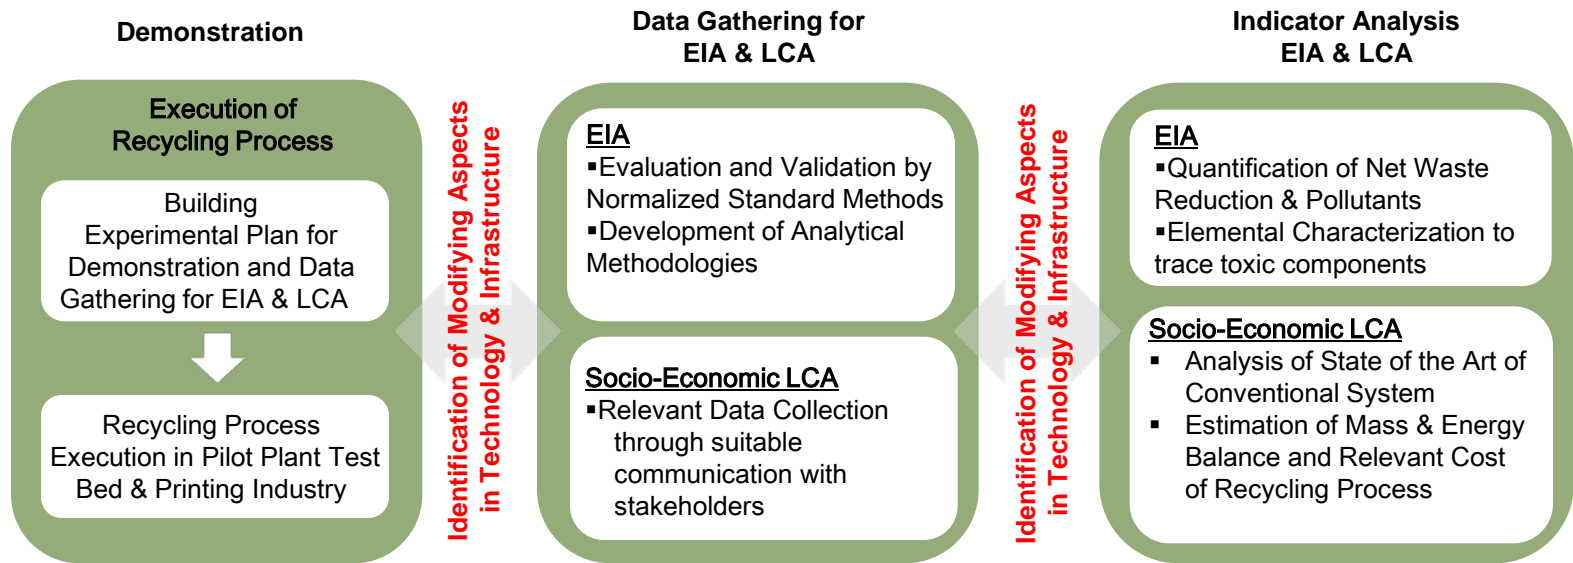 Demonstration
Execution of
Recycling Process
Building
Experimental Plan for
Demonstration and Data
Gathering for EIA & LCA
Recycling Process
Execution in Pilot Plant Test
Bed & Printing Industry
Identification of Modifying Aspects
in Technology & Infrastructure
Data Gathering for
EIA & LCA
EIA
▪Evaluation and Validation by
Normalized Standard Methods
▪Development of Analytical
Methodologies
Socio-Economic LCA
▪Relevant Data Collection
through suitable
communication with
stakeholders
Identification of Modifying Aspects
in Technology & Infrastructure
Indicator Analysis
EIA & LCA
EIA
▪Quantification of Net Waste
Reduction & Pollutants
▪Elemental Characterization to
trace toxic components
Socio-Economic LCA
▪ Analysis of State of the Art of
Conventional System
▪ Estimation of Mass & Energy
Balance and Relevant Cost
of Recycling Process